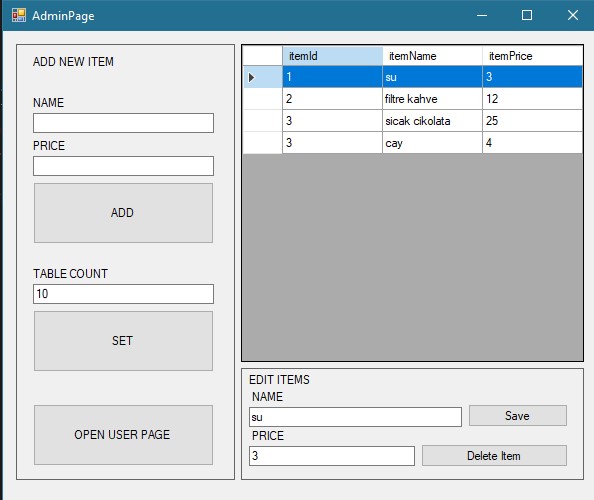 AdminPage
ADD NEW ITEM
NAME
PRICE
ADD
TABLE COUNT
10
SET
OPEN USER PAGE
itemId itemName itemPrice
1 su 3
2 filtre kahve 12
3 sicak cikolata 25
3 cay 4
EDIT ITEMS
NAME
su Save
PRICE
3 Delete Item